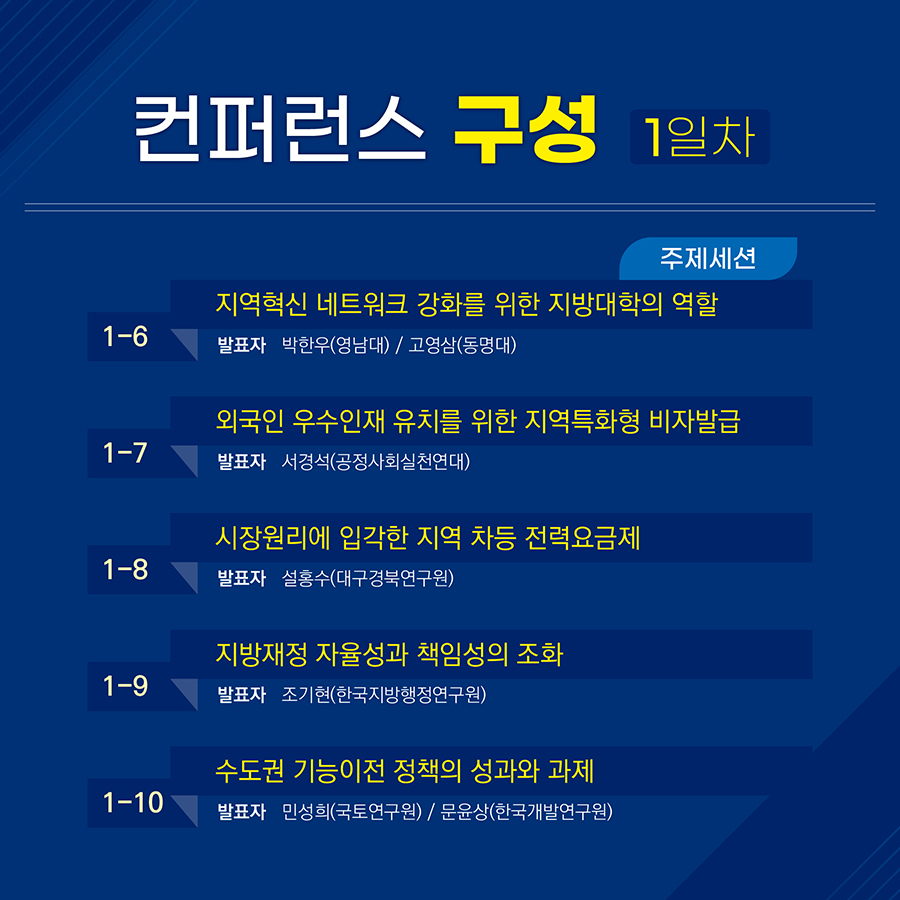 컨퍼런스 구성 1일차
주제세션
1-6
지역혁신 네트워크 강화를 위한 지방대학의 역할
발표자 박한우(영남대) / 고영삼(동명대)
1-7
외국인 우수인재 유치를 위한 지역특화형 비자발급
발표자 서경석(공정사회실천연대)
1-8
시장원리에 입각한 지역 차등 전력요금제
발표자 설홍수(대구경북연구원)
1-9
지방재정 자율성과 책임성의 조화
발표자 조기현(한국지방행정연구원)
1-10
수도권 기능이전 정책의 성과와 과제
발표자 민성희(국토연구원) / 문윤상(한국개발연구원)